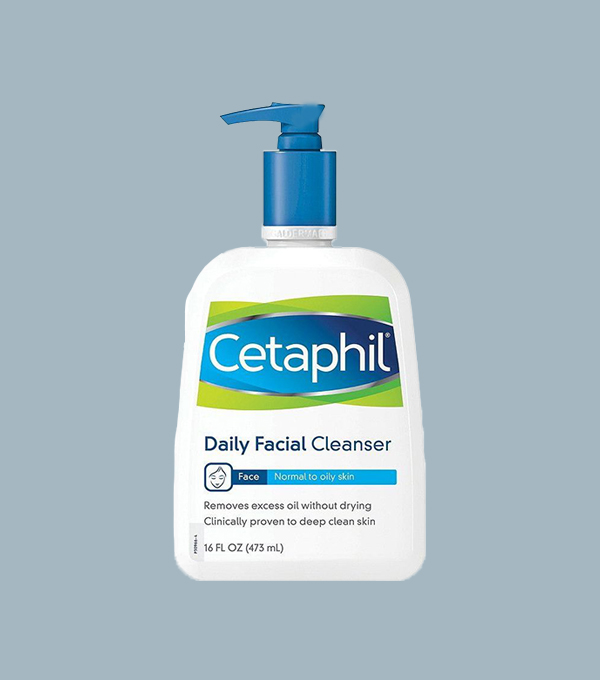 GALDERMA
Cetaphil®
Daily Facial Cleanser
Face Normal to oily skin
Removes excess oil without drying
Clinically proven to deep clean skin
16 FL OZ (473 mL)